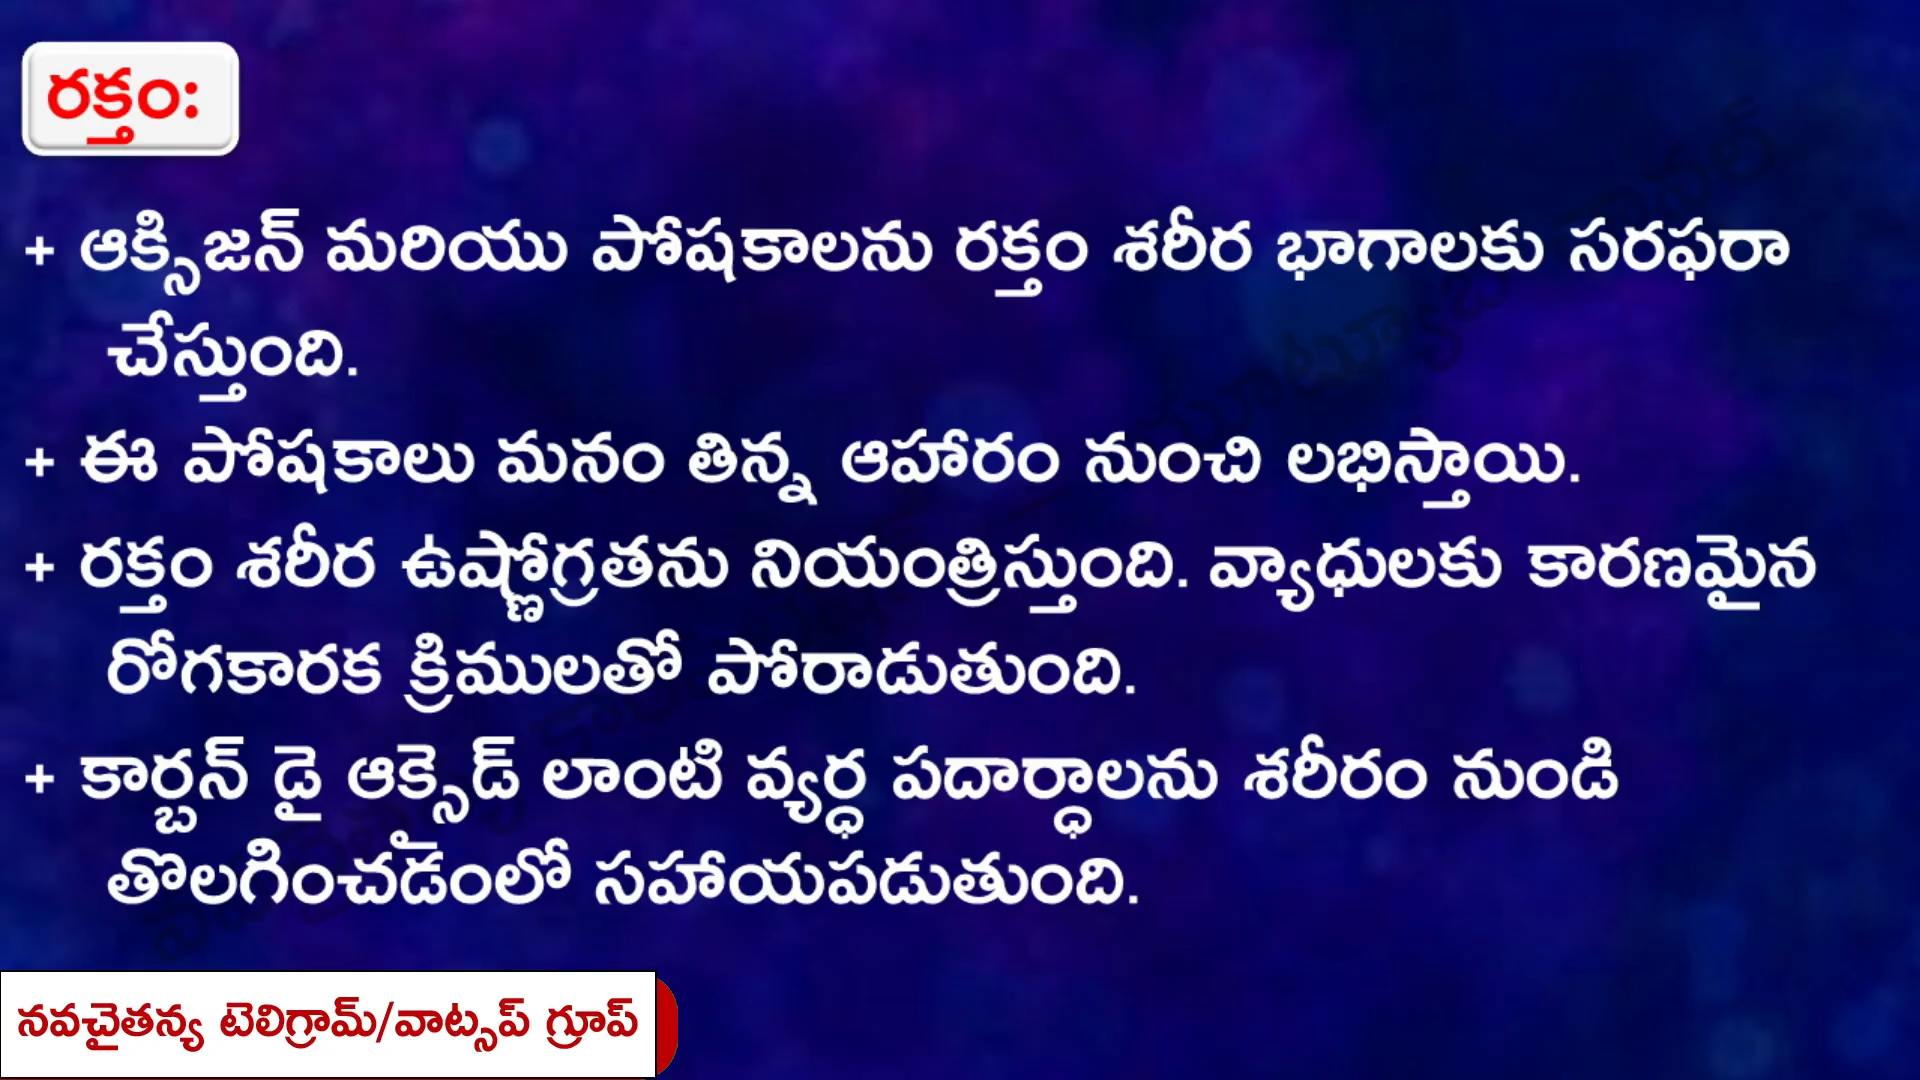 రక్తం:
+ ఆక్సిజన్ మరియు పోషకాలను రక్తం శరీర భాగాలకు సరఫరా
చేస్తుంది.
+ ఈ పోషకాలు మనం తిన్న ఆహారం నుంచి లభిస్తాయి.
+ రక్తం శరీర ఉష్ణోగ్రతను నియంత్రిస్తుంది. వ్యాధులకు కారణమైన
రోగకారక క్రిములతో పోరాడుతుంది.
+ కార్బన్ డై ఆక్సైడ్ లాంటి వ్యర్ధ పదార్ధాలను శరీరం నుండి
తొలగించడంలో సహాయపడుతుంది.
నవచైతన్య టెలిగ్రామ్/వాట్సప్ గ్రూప్